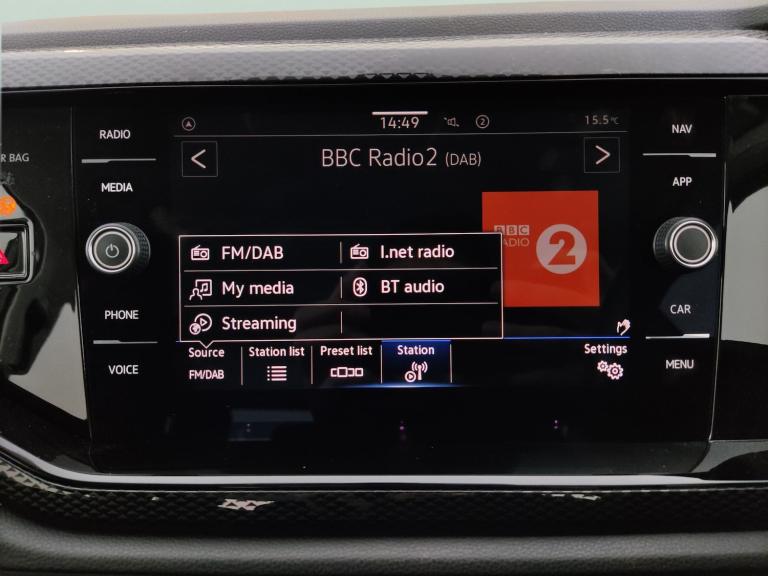 R BAG
RADIO
MEDIA
PHONE
VOICE
14:49
2
15.5°C
BBC Radio2 (DAB)
BBC
RADIO
2
FM/DAB
I.net radio
My media
BT audio
Streaming
Source
FM/DAB
Station list
Preset list
Station
Settings
NAV
APP
CAR
MENU